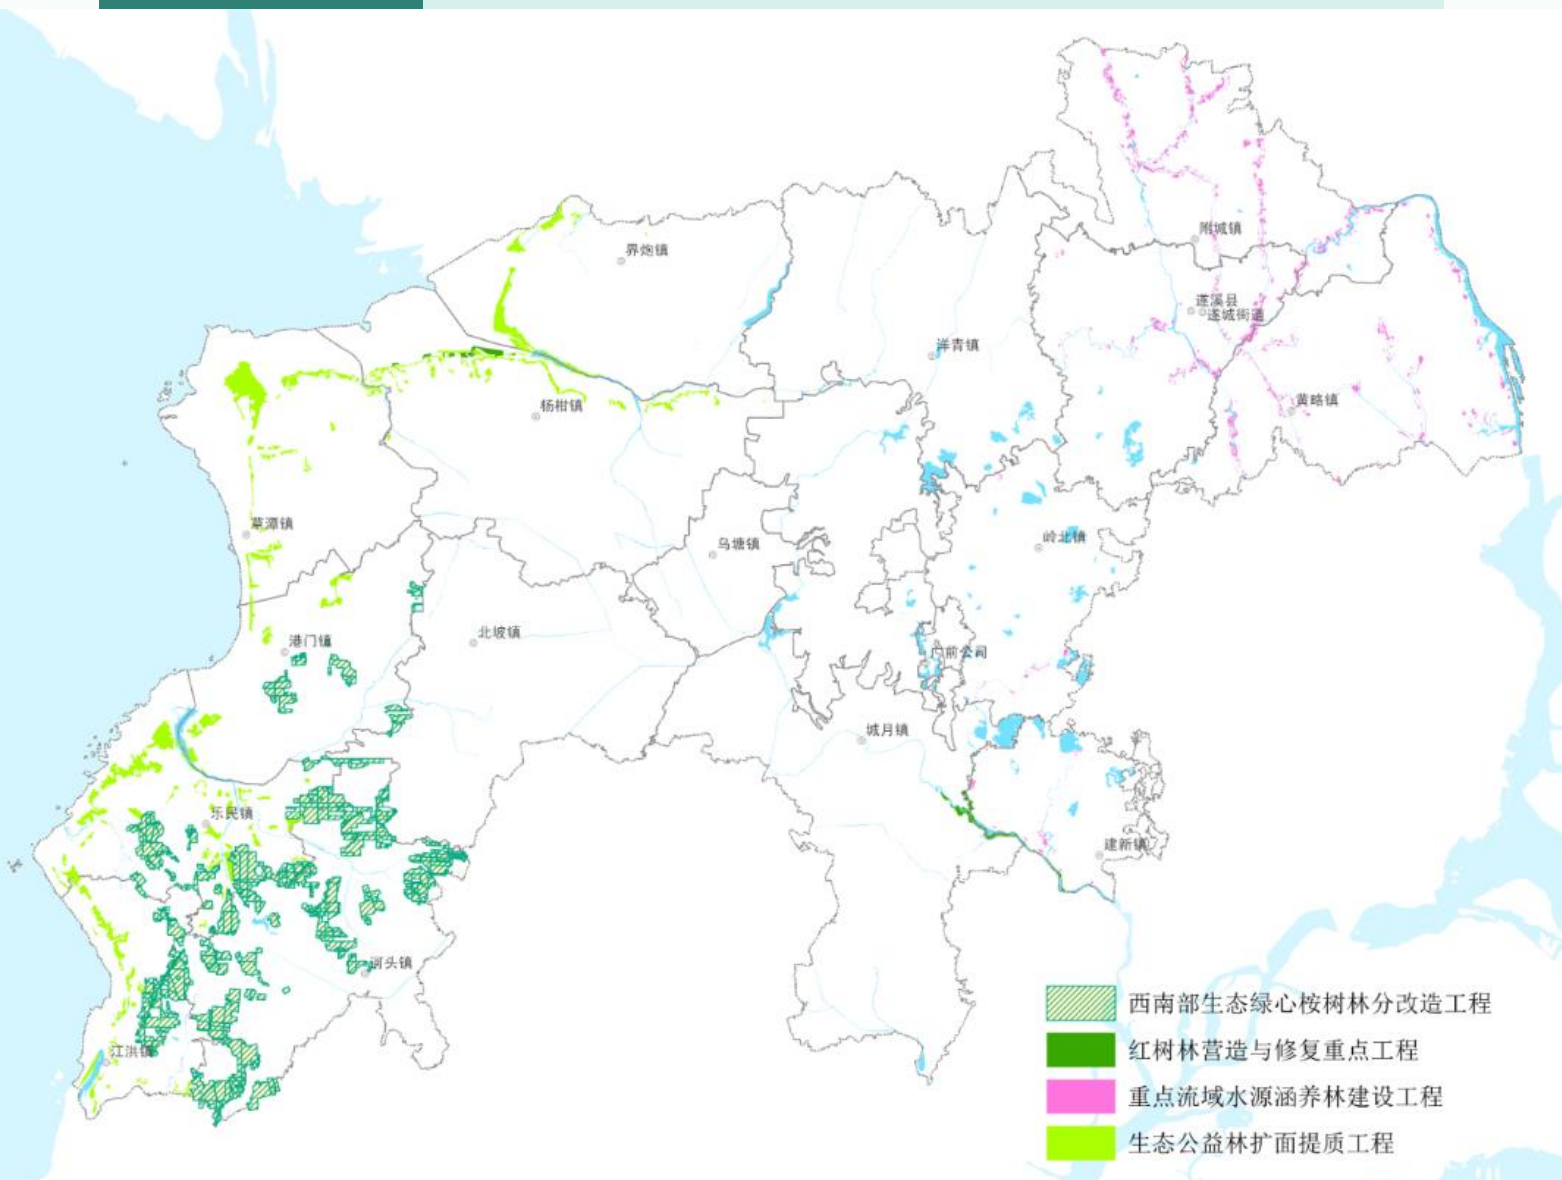 界炮镇
附城镇
遂溪县
遂城街道
洋青镇
杨柑镇
黄略镇
草潭镇
乌塘镇
岭北镇
港门镇
北坡镇
门前公司
城月镇
乐民镇
建新镇
河头镇
江洪镇
西南部生态绿心桉树林分改造工程
红树林营造与修复重点工程
重点流域水源涵养林建设工程
生态公益林扩面提质工程